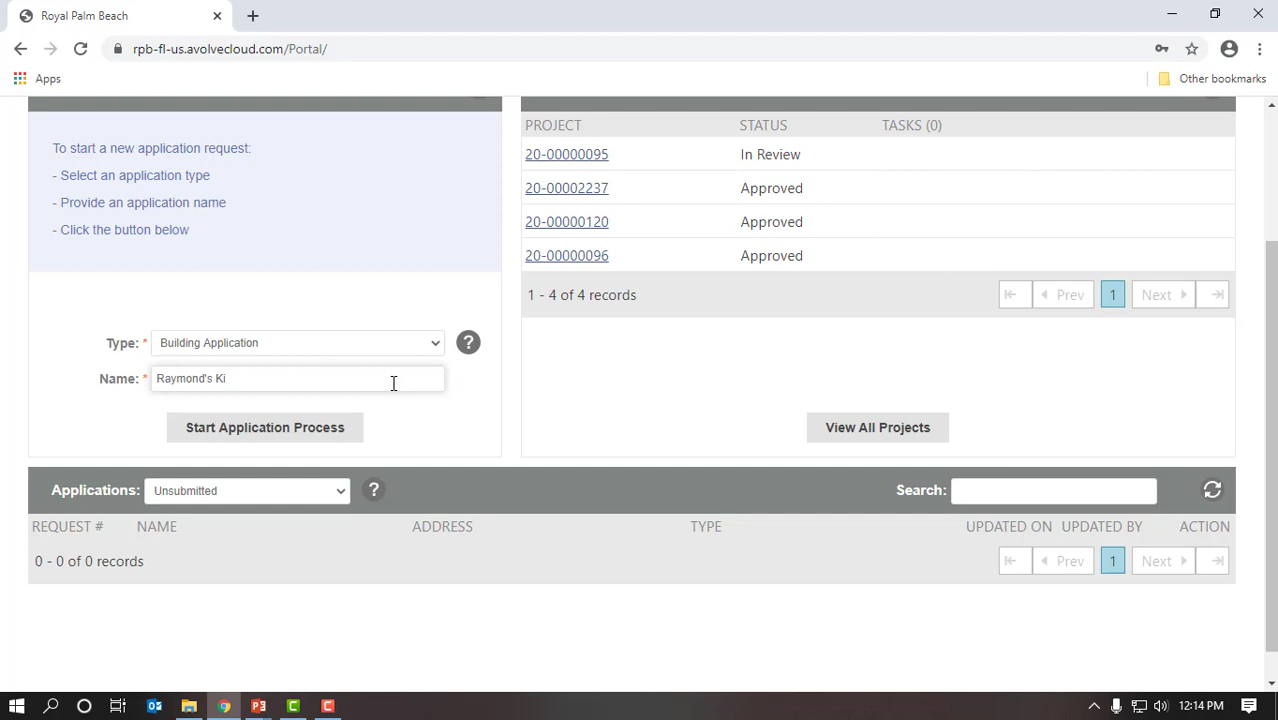 Royal Palm Beach
rpb-fl-us.avolvecloud.com/Portal/
Apps
Other bookmarks
To start a new application request:
- Select an application type
- Provide an application name
- Click the button below
Type: * Building Application ?
Name: * Raymond's Ki
Start Application Process
PROJECT STATUS TASKS (0)
20-00000095 In Review
20-00002237 Approved
20-00000120 Approved
20-00000096 Approved
1 - 4 of 4 records Prev 1 Next
View All Projects
Applications: Unsubmitted ? Search:
REQUEST # NAME ADDRESS TYPE UPDATED ON UPDATED BY ACTION
0 - 0 of 0 records Prev 1 Next
12:14 PM